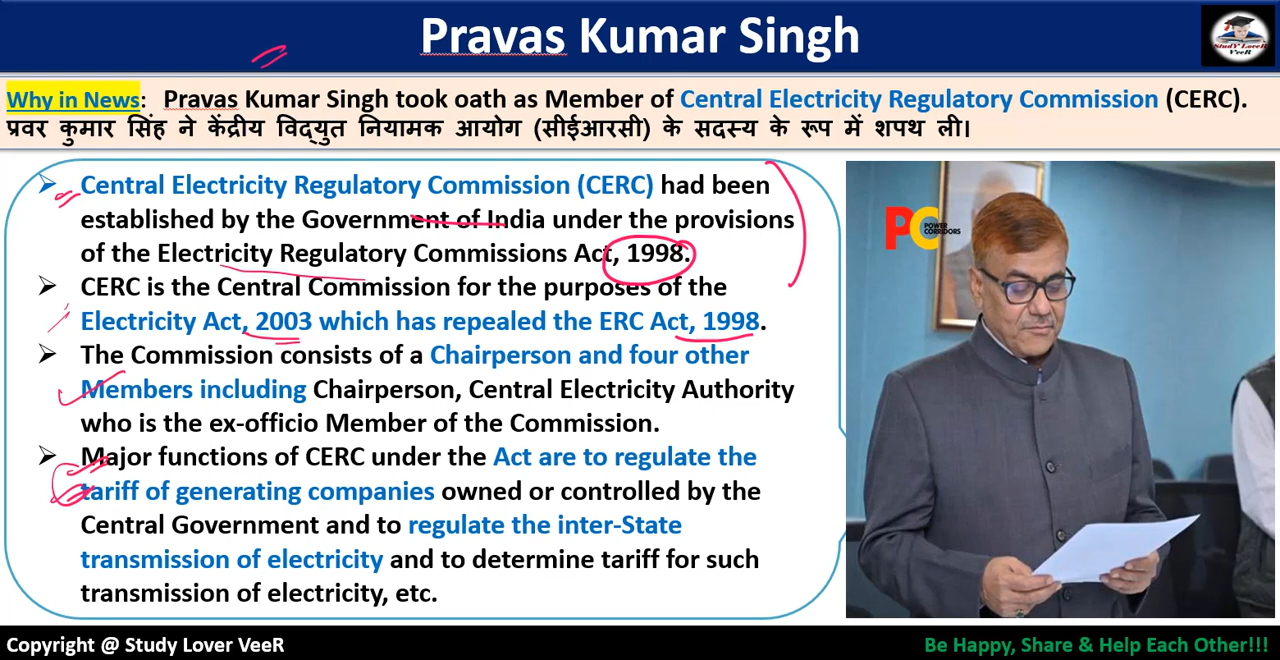 Pravas Kumar Singh
StudY LoveR
VeeR
Why in News: Pravas Kumar Singh took oath as Member of Central Electricity Regulatory Commission (CERC).
प्रवर कुमार सिंह ने केंद्रीय विद्युत नियामक आयोग (सीईआरसी) के सदस्य के रूप में शपथ ली।
➢ Central Electricity Regulatory Commission (CERC) had been
established by the Government of India under the provisions
of the Electricity Regulatory Commissions Act, 1998.
➢ CERC is the Central Commission for the purposes of the
Electricity Act, 2003 which has repealed the ERC Act, 1998.
➢ The Commission consists of a Chairperson and four other
Members including Chairperson, Central Electricity Authority
who is the ex-officio Member of the Commission.
➢ Major functions of CERC under the Act are to regulate the
tariff of generating companies owned or controlled by the
Central Government and to regulate the inter-State
transmission of electricity and to determine tariff for such
transmission of electricity, etc.
PC POWER
CORRIDORS
Copyright @ Study Lover VeeR
Be Happy, Share & Help Each Other!!!